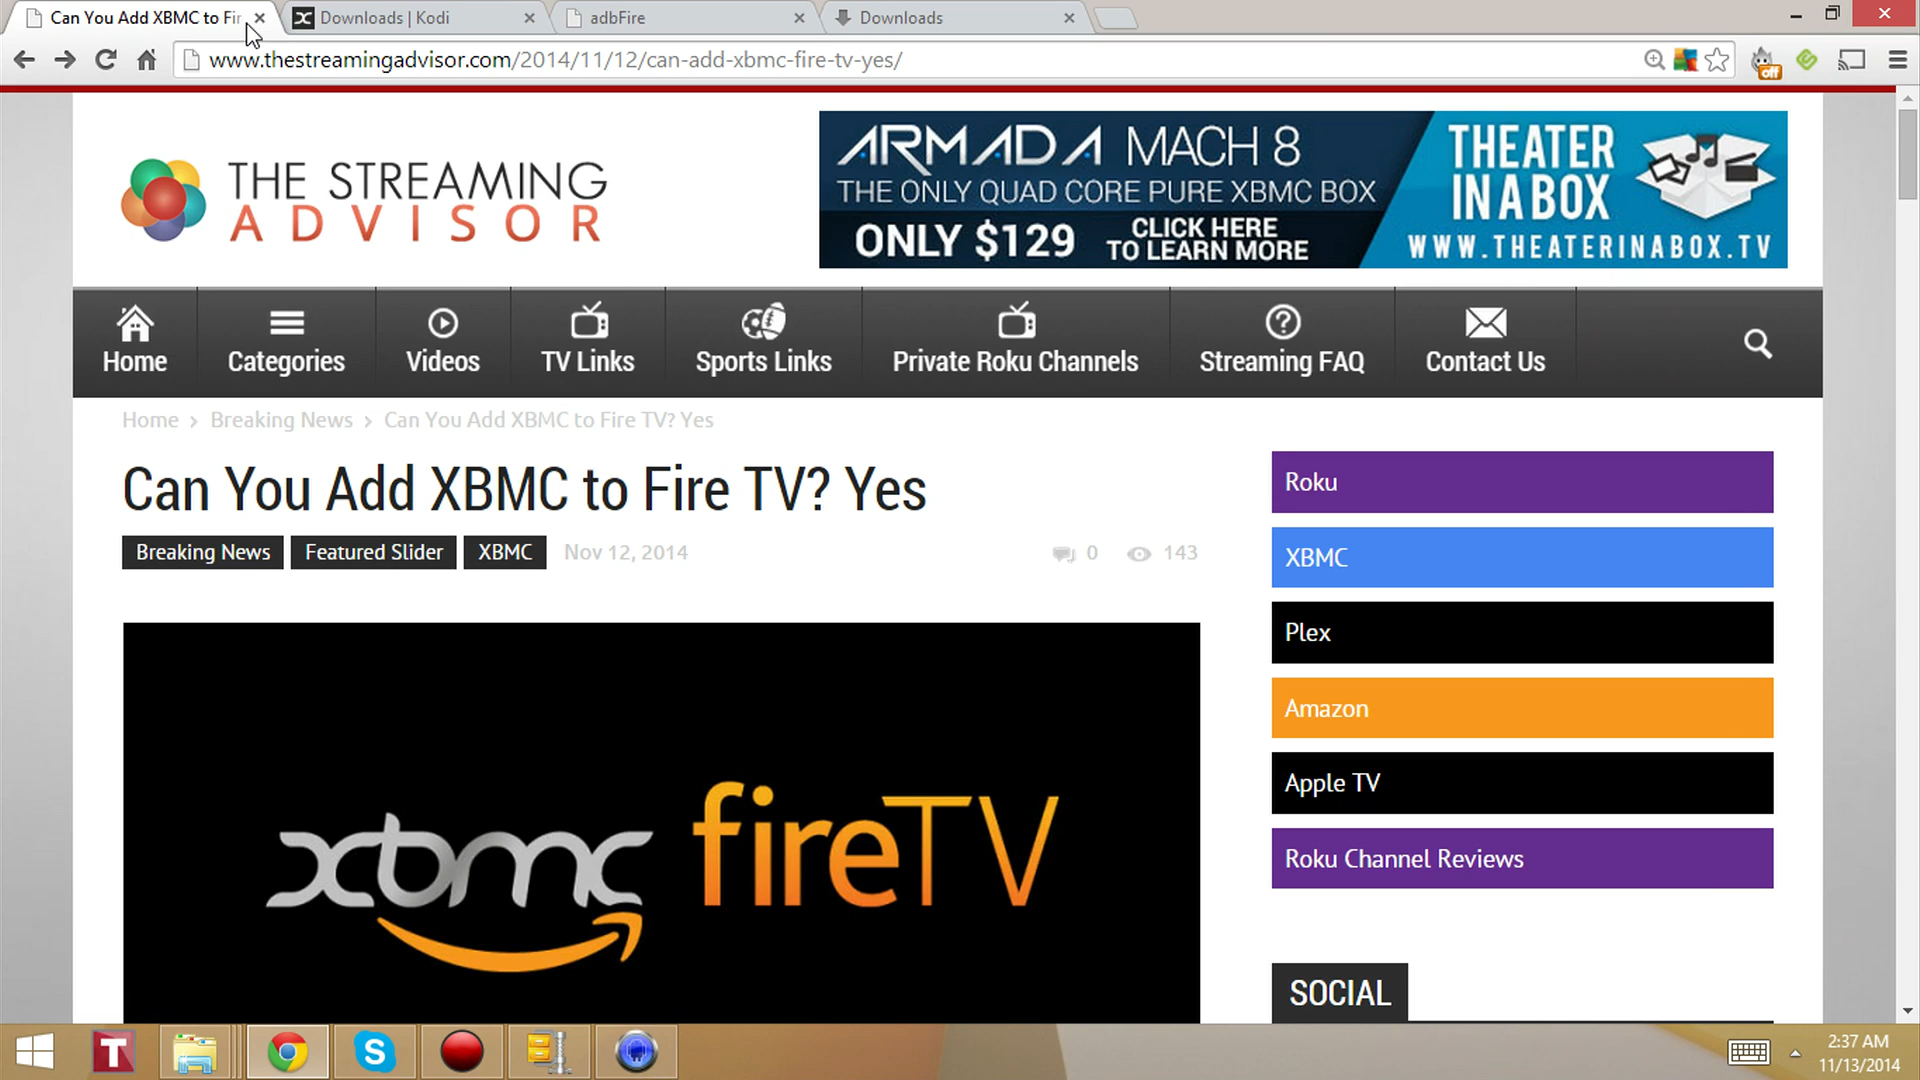 Can You Add XBMC to Fir
Downloads | Kodi
adbFire
Downloads
www.thestreamingadvisor.com/2014/11/12/can-add-xbmc-fire-tv-yes/
off
THE STREAMING
ADVISOR
ARMADA MACH 8
THE ONLY QUAD CORE PURE XBMC BOX
ONLY $129
CLICK HERE
TO LEARN MORE
THEATER
IN A BOX
WWW.THEATERINABOX.TV
Home
Categories
Videos
TV Links
Sports Links
Private Roku Channels
Streaming FAQ
Contact Us
Home > Breaking News > Can You Add XBMC to Fire TV? Yes
Can You Add XBMC to Fire TV? Yes
Breaking News
Featured Slider
XBMC
Nov 12, 2014
0
143
xbmc
fireTV
Roku
XBMC
Plex
Amazon
Apple TV
Roku Channel Reviews
SOCIAL
T
S
2:37 AM
11/13/2014